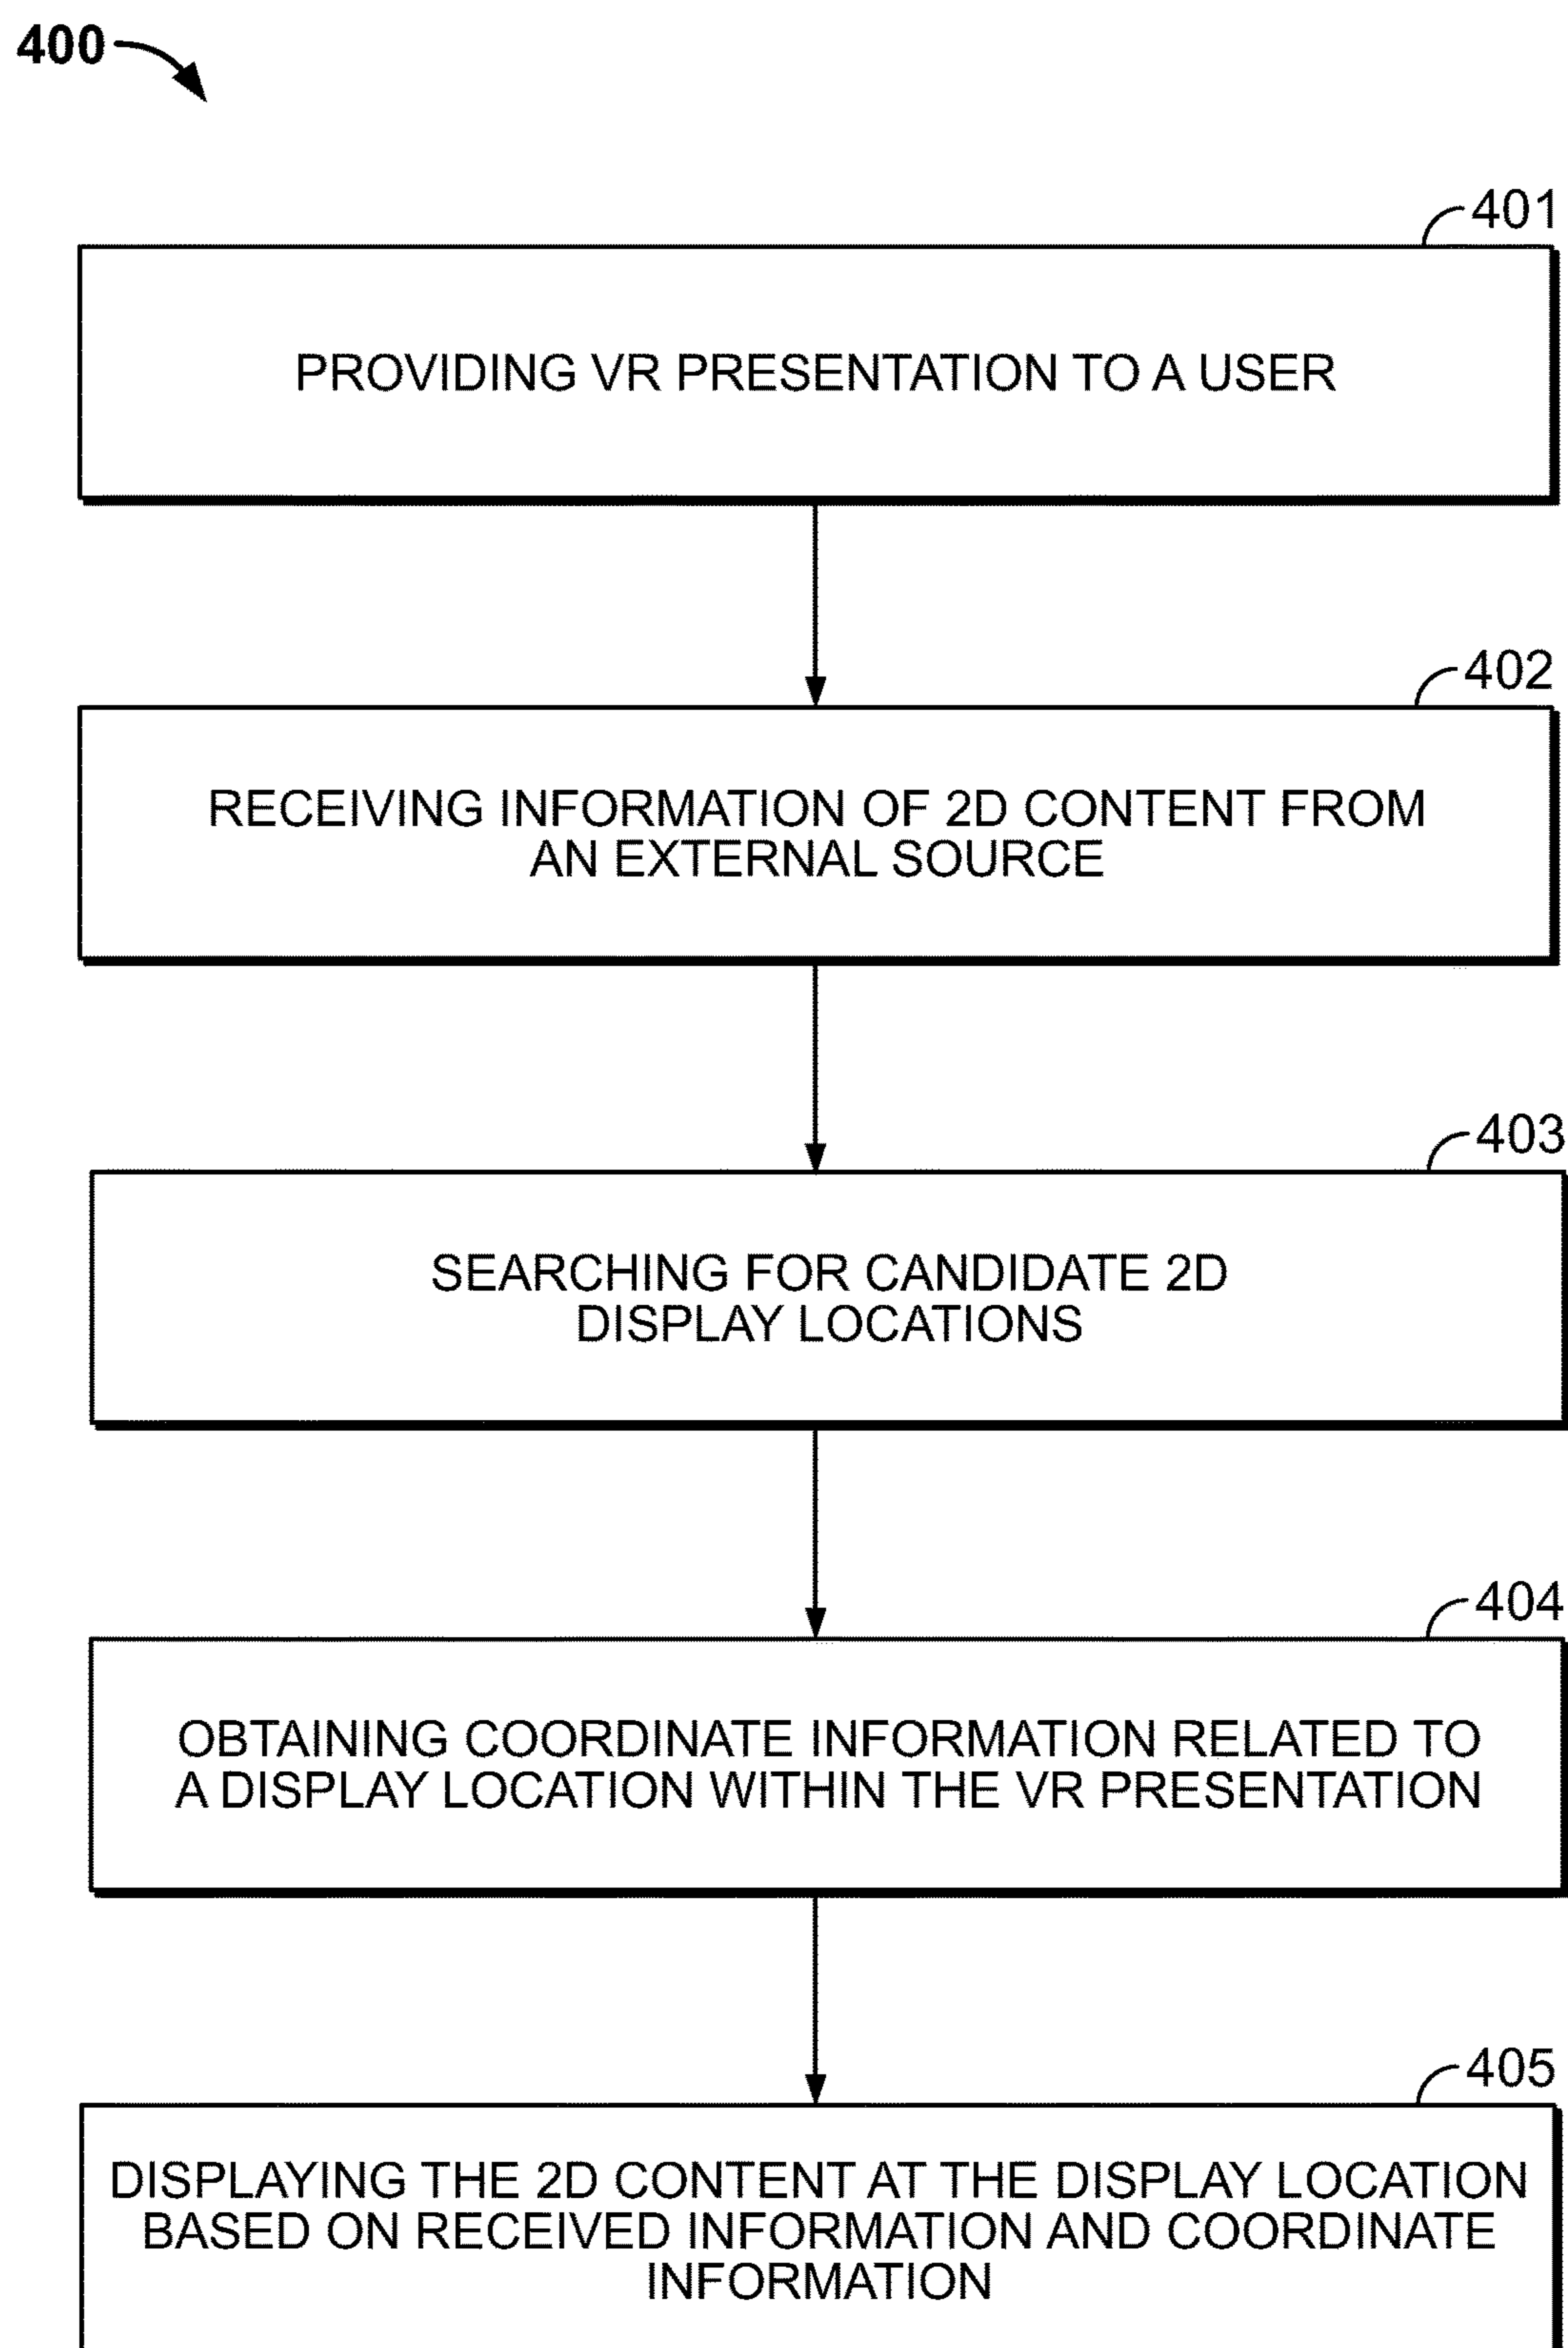 400
401
PROVIDING VR PRESENTATION TO A USER
402
RECEIVING INFORMATION OF 2D CONTENT FROM
AN EXTERNAL SOURCE
403
SEARCHING FOR CANDIDATE 2D
DISPLAY LOCATIONS
404
OBTAINING COORDINATE INFORMATION RELATED TO
A DISPLAY LOCATION WITHIN THE VR PRESENTATION
405
DISPLAYING THE 2D CONTENT AT THE DISPLAY LOCATION
BASED ON RECEIVED INFORMATION AND COORDINATE
INFORMATION